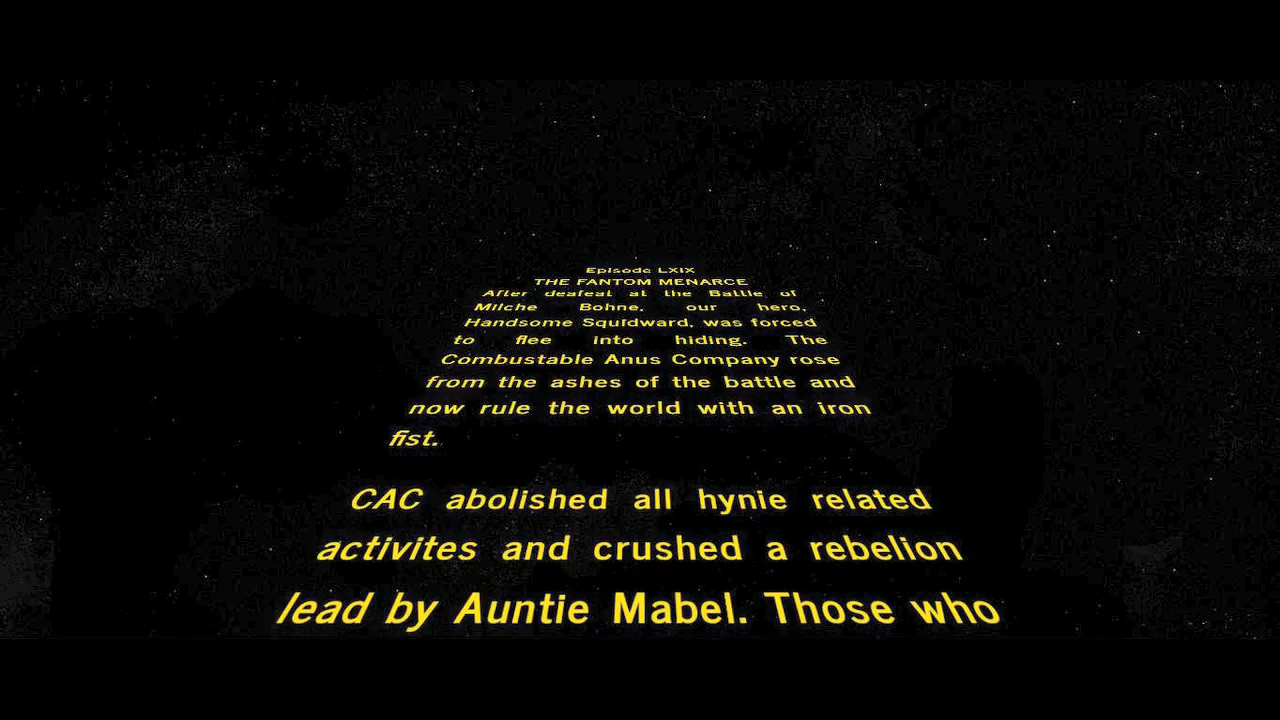 Episode LXIX
THE FANTOM MENARCE
After deafeat at the Battle of
Milche Bohne, our hero,
Handsome Squidward, was forced
to flee into hiding. The
Combustable Anus Company rose
from the ashes of the battle and
now rule the world with an iron
fist.
CAC abolished all hynie related
activites and crushed a rebelion
lead by Auntie Mabel. Those who